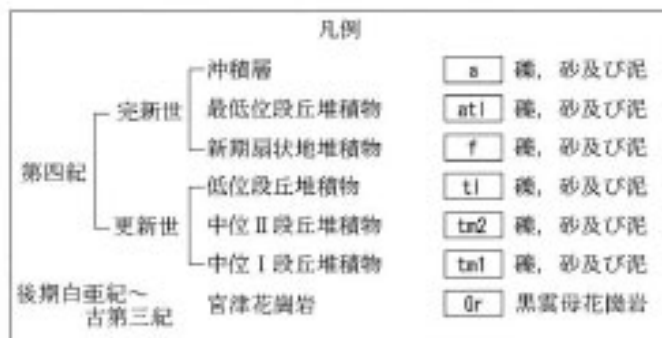 凡例
沖積層 a 礫，砂及び泥
完新世 最低位段丘堆積物 atl 礫，砂及び泥
新期扇状地堆積物 f 礫，砂及び泥
第四紀
低位段丘堆積物 tl 礫，砂及び泥
更新世 中位Ⅱ段丘堆積物 tm2 礫，砂及び泥
中位Ⅰ段丘堆積物 tm1 礫，砂及び泥
後期白亜紀～
古第三紀 宮津花崗岩 Gr 黒雲母花崗岩